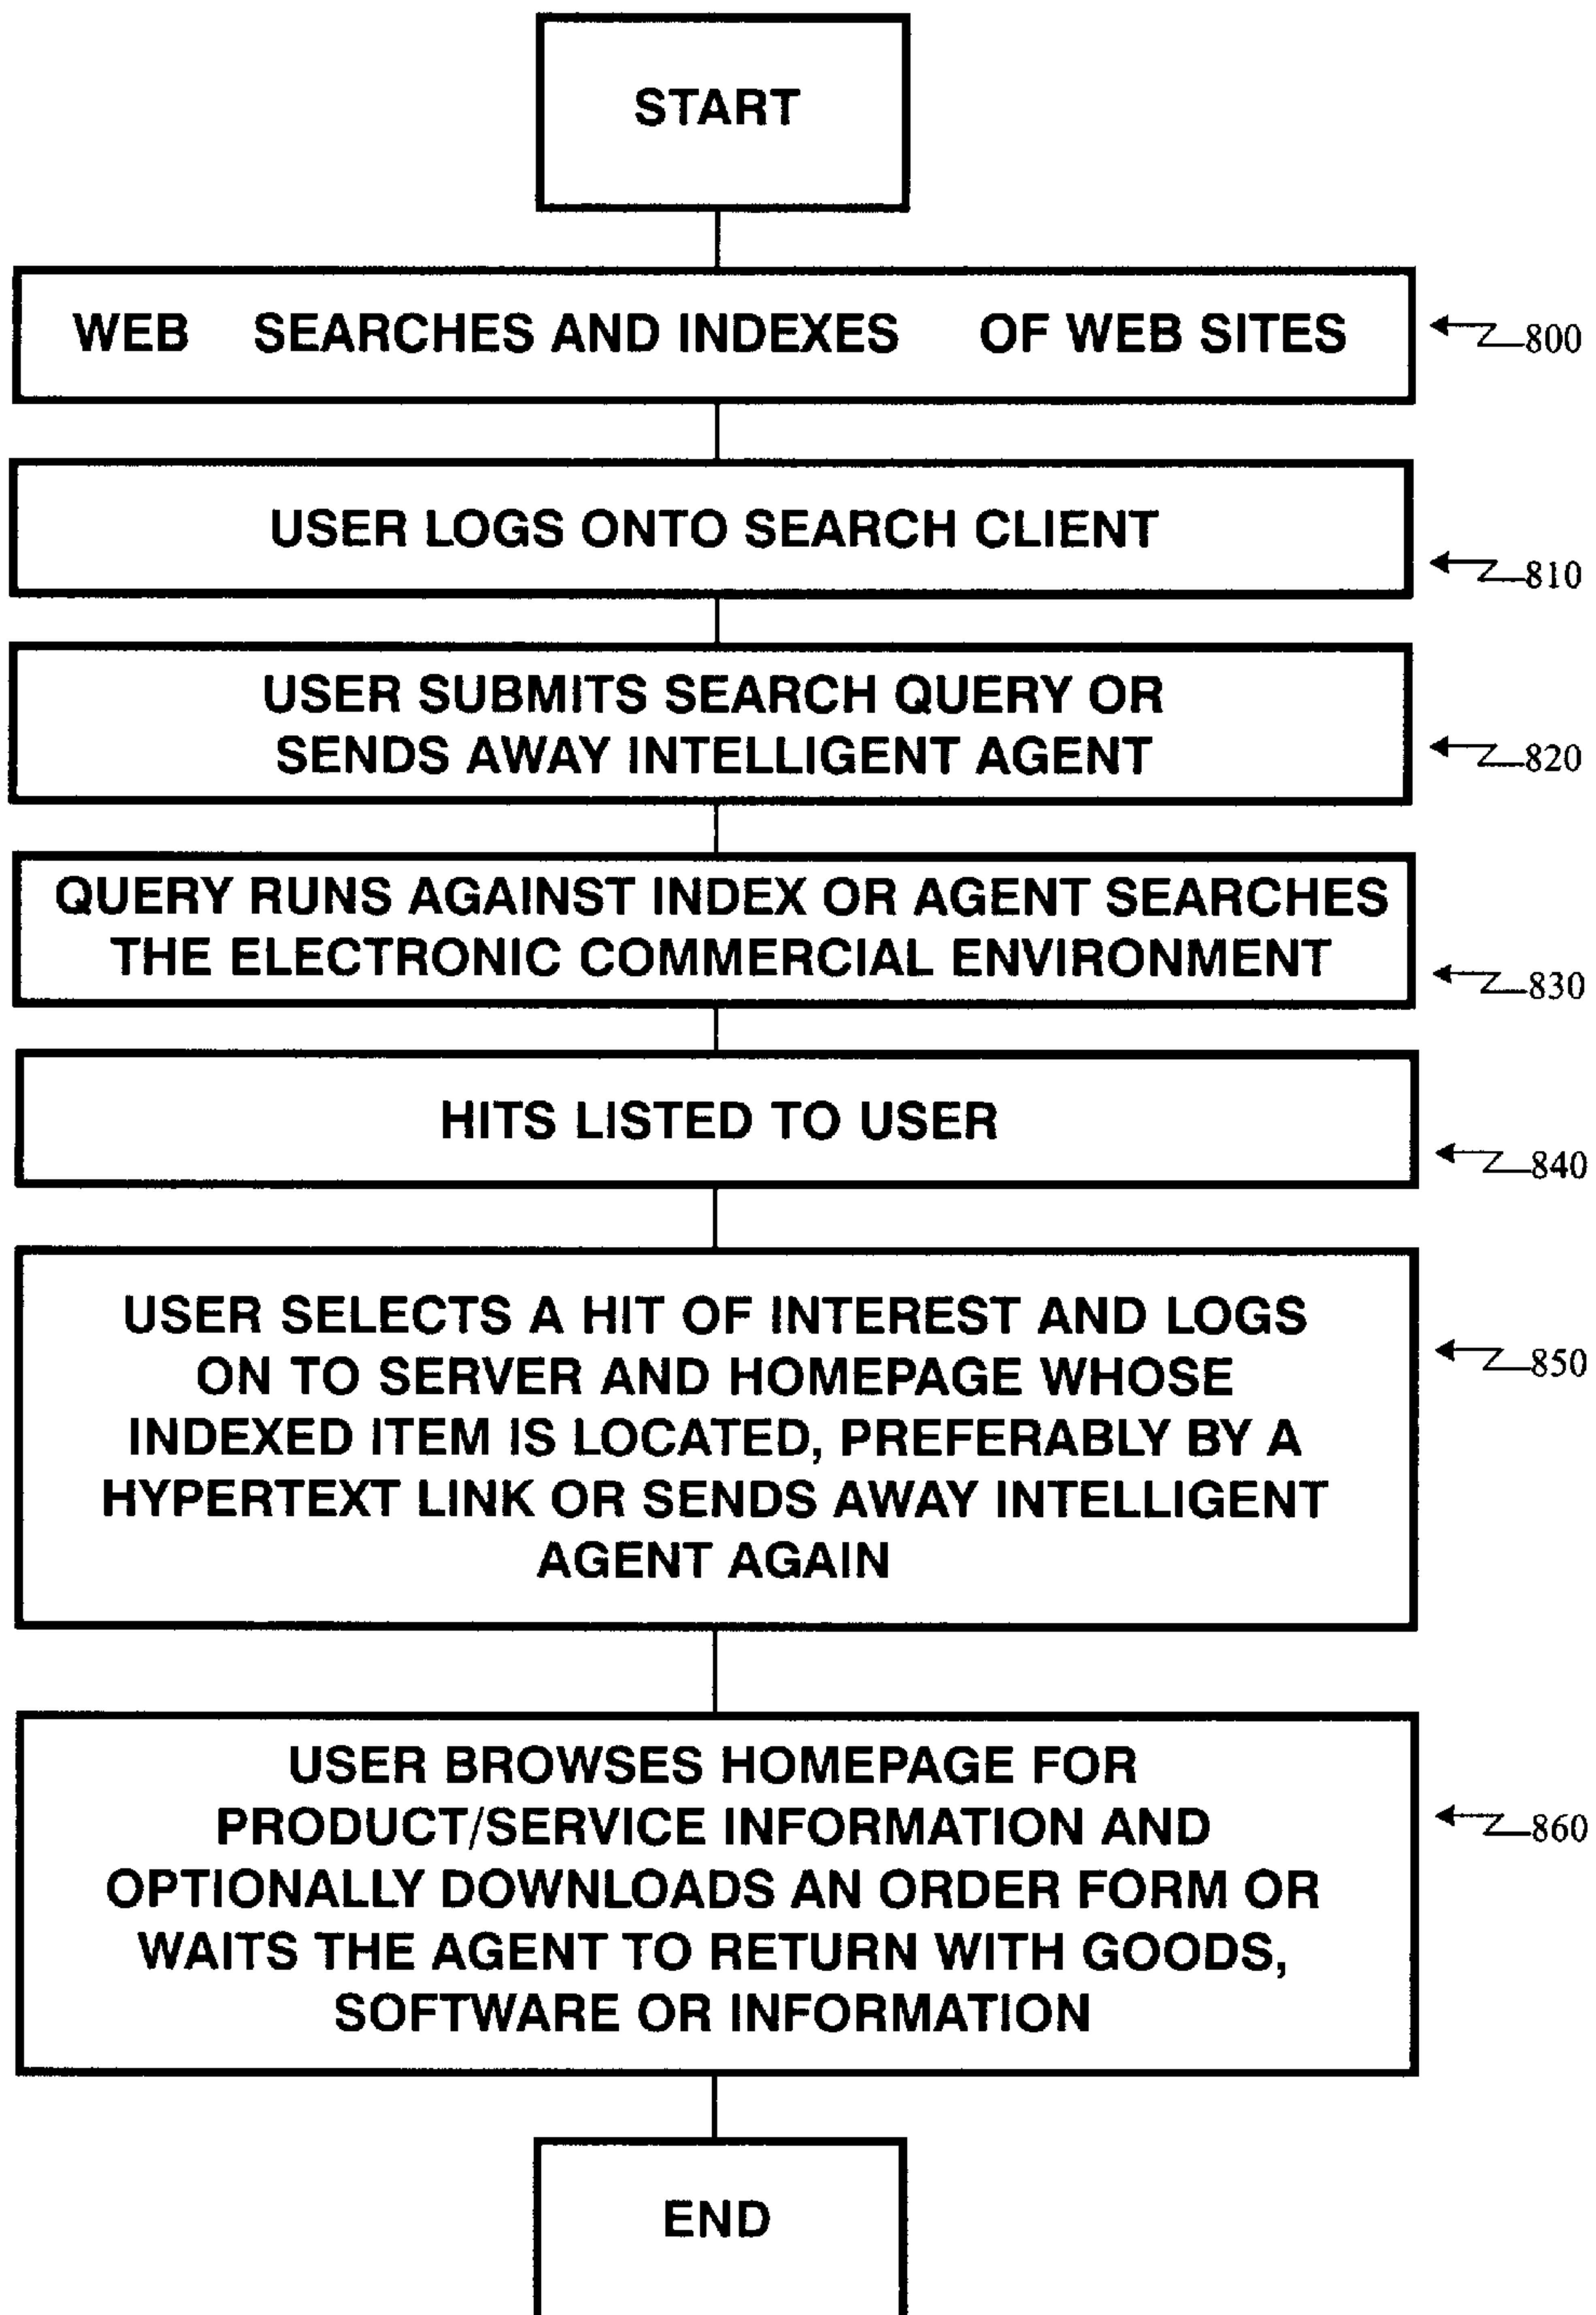 START
WEB SEARCHES AND INDEXES OF WEB SITES
800
USER LOGS ONTO SEARCH CLIENT
810
USER SUBMITS SEARCH QUERY OR
SENDS AWAY INTELLIGENT AGENT
820
QUERY RUNS AGAINST INDEX OR AGENT SEARCHES
THE ELECTRONIC COMMERCIAL ENVIRONMENT
830
HITS LISTED TO USER
840
USER SELECTS A HIT OF INTEREST AND LOGS
ON TO SERVER AND HOMEPAGE WHOSE
INDEXED ITEM IS LOCATED, PREFERABLY BY A
HYPERTEXT LINK OR SENDS AWAY INTELLIGENT
AGENT AGAIN
850
USER BROWSES HOMEPAGE FOR
PRODUCT/SERVICE INFORMATION AND
OPTIONALLY DOWNLOADS AN ORDER FORM OR
WAITS THE AGENT TO RETURN WITH GOODS,
SOFTWARE OR INFORMATION
860
END